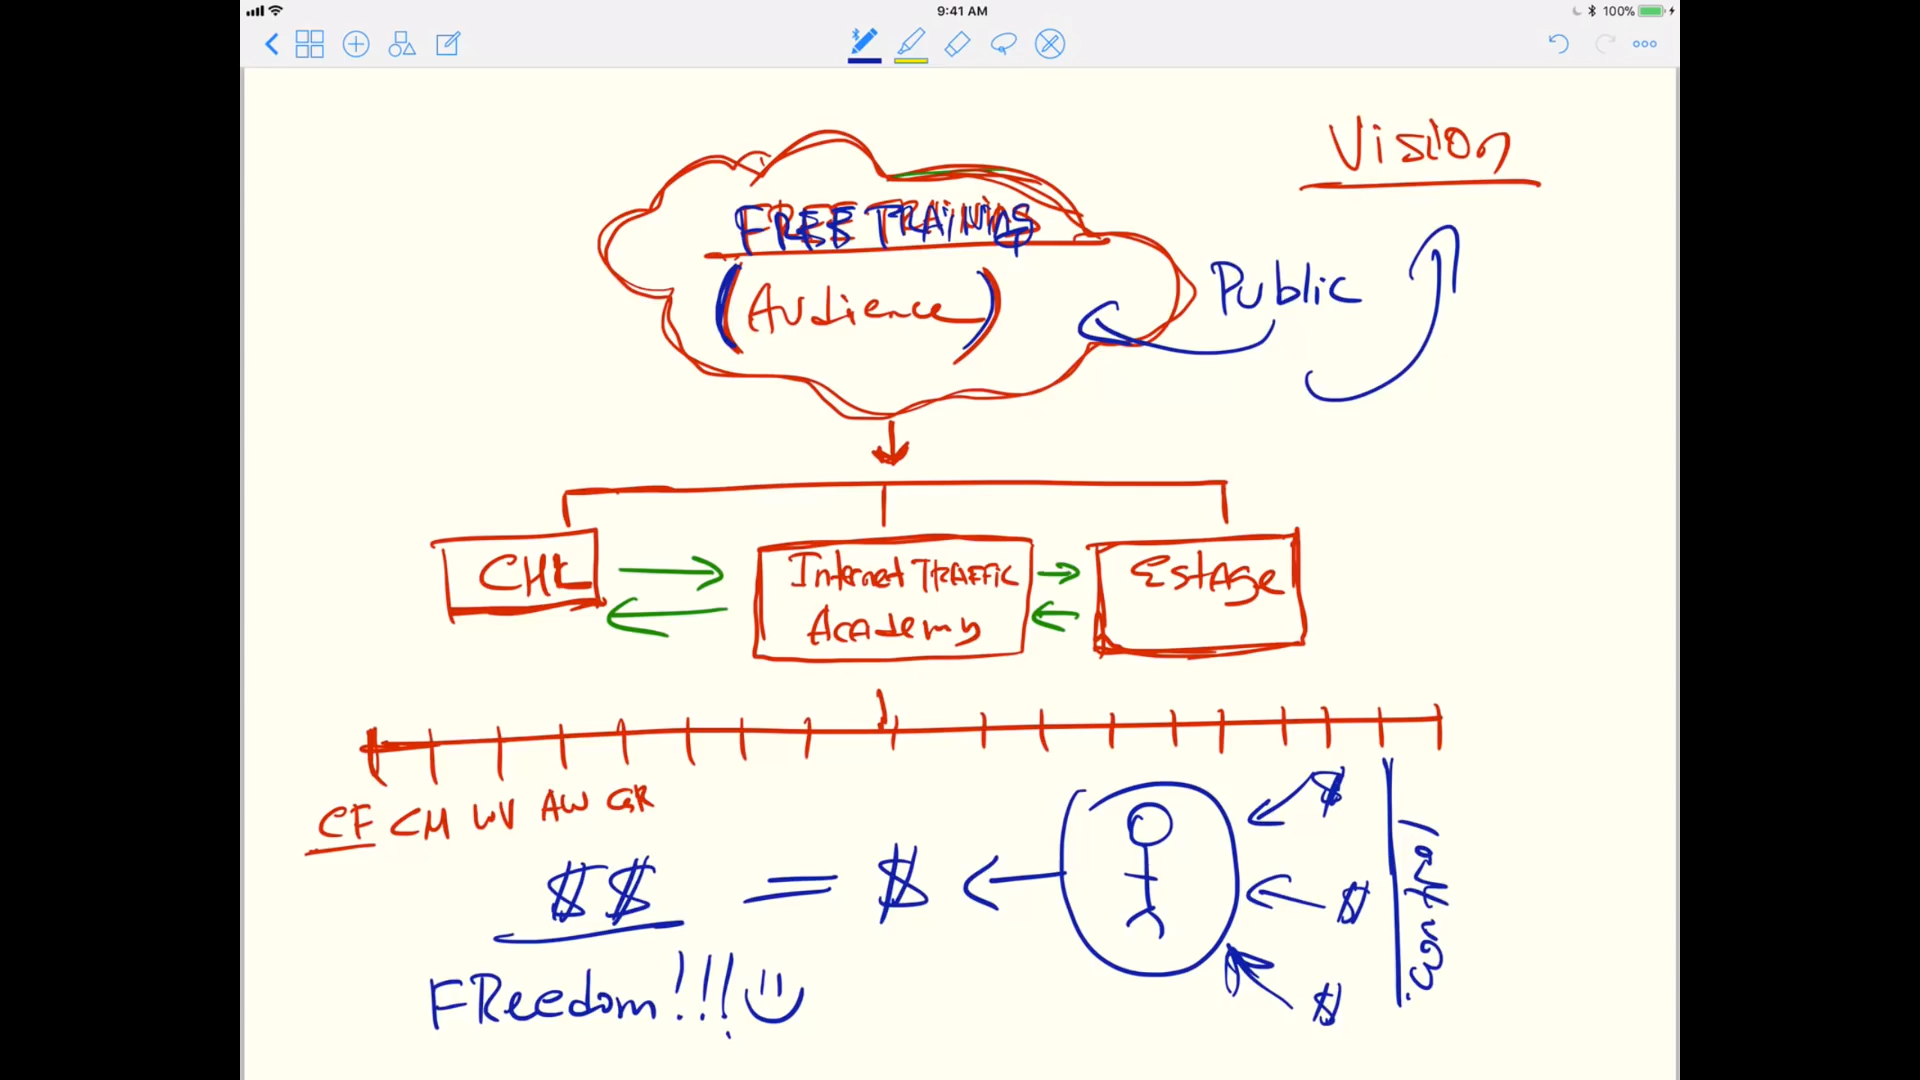 9:41 AM
100%
Vision
FREE TRAINING
(Audience)
Public
CHL
Internet TRAFFIC
Academy
EstAge
CF CM WV AW GR
$
$$ = $
$
$
Control
FReedom!!!